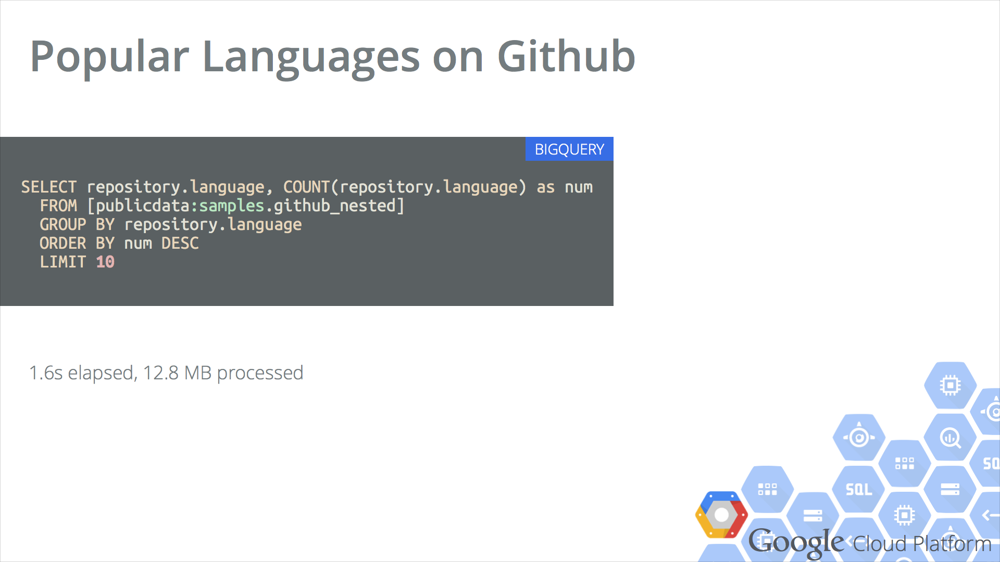 Popular Languages on Github
BIGQUERY
SELECT repository.language, COUNT(repository.language) as num
FROM [publicdata:samples.github_nested]
GROUP BY repository.language
ORDER BY num DESC
LIMIT 10
1.6s elapsed, 12.8 MB processed
SQ
SQL
Google Cloud Platform